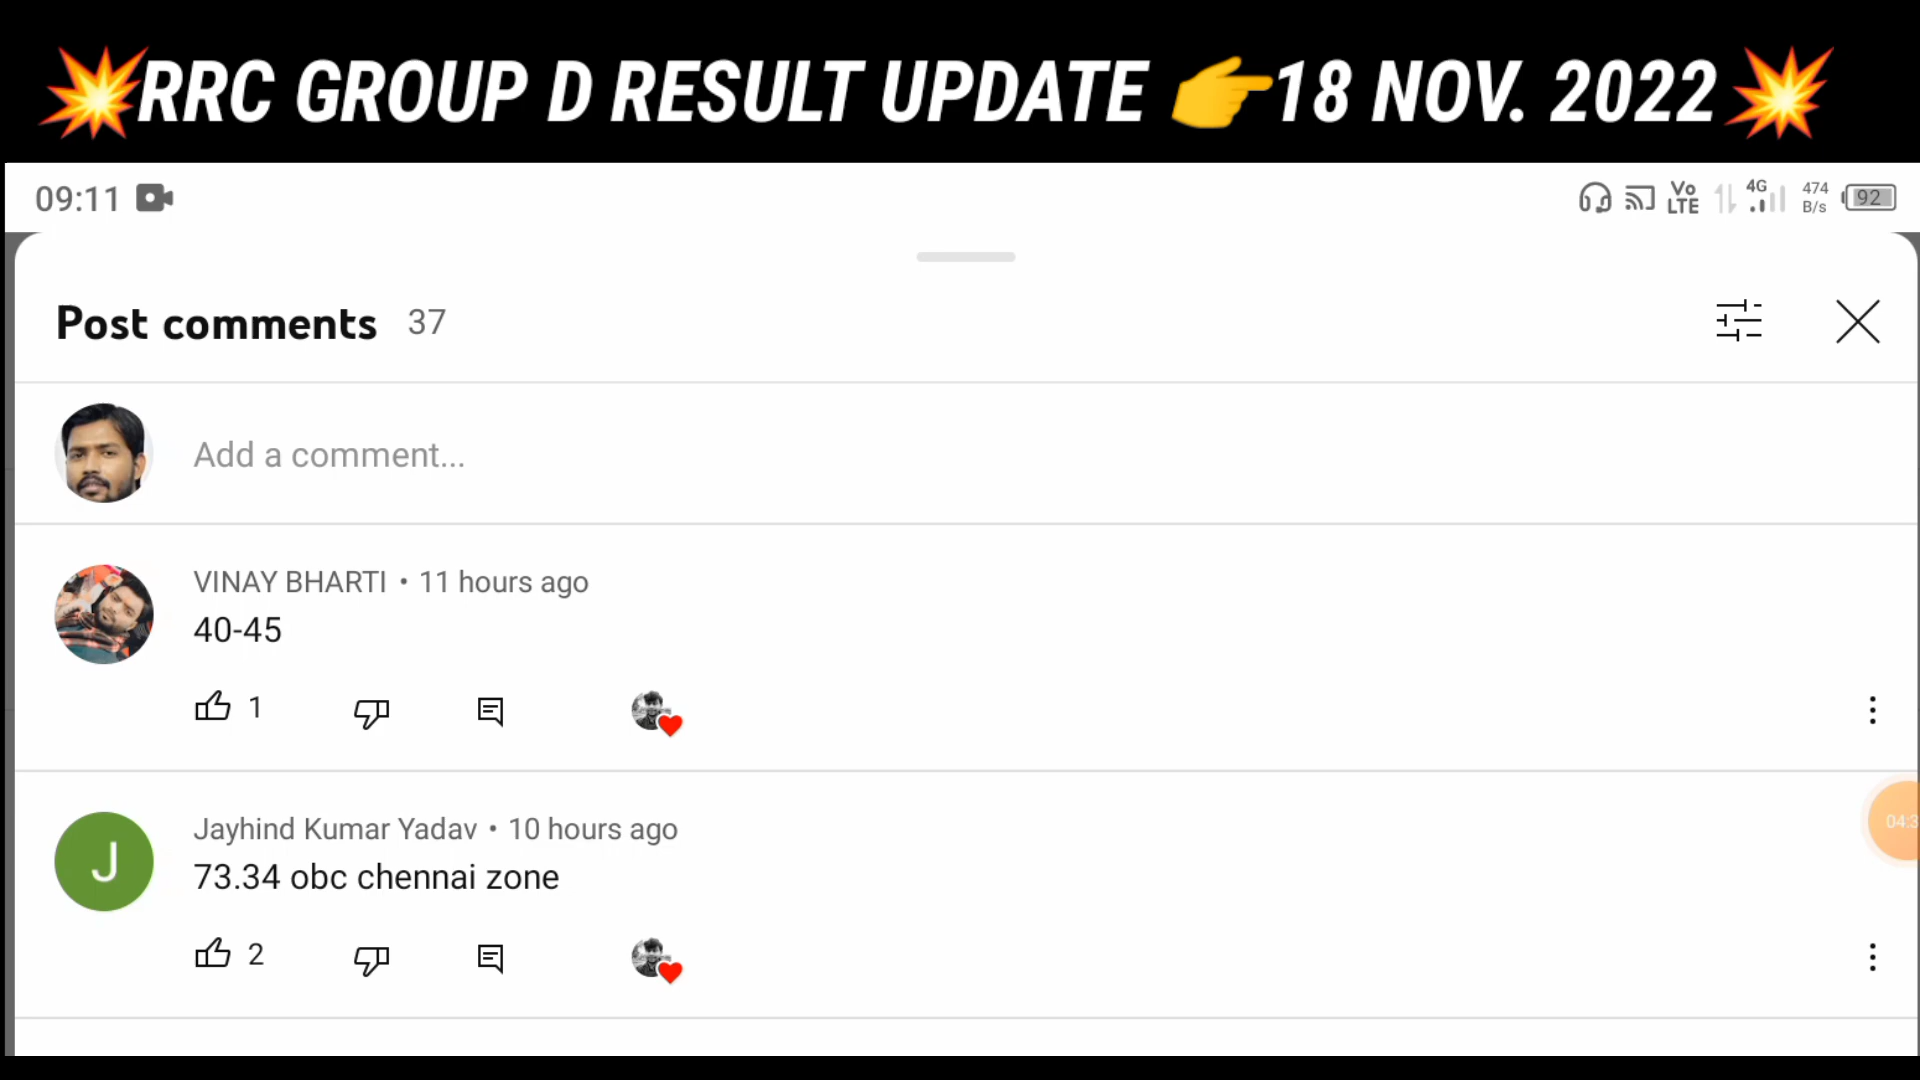 💥RRC GROUP D RESULT UPDATE 👉18 NOV. 2022💥
09:11 Vo LTE 4G 474 B/s 92
Post comments 37
Add a comment...
VINAY BHARTI • 11 hours ago
40-45
1
J
Jayhind Kumar Yadav • 10 hours ago
73.34 obc chennai zone
04:3
2